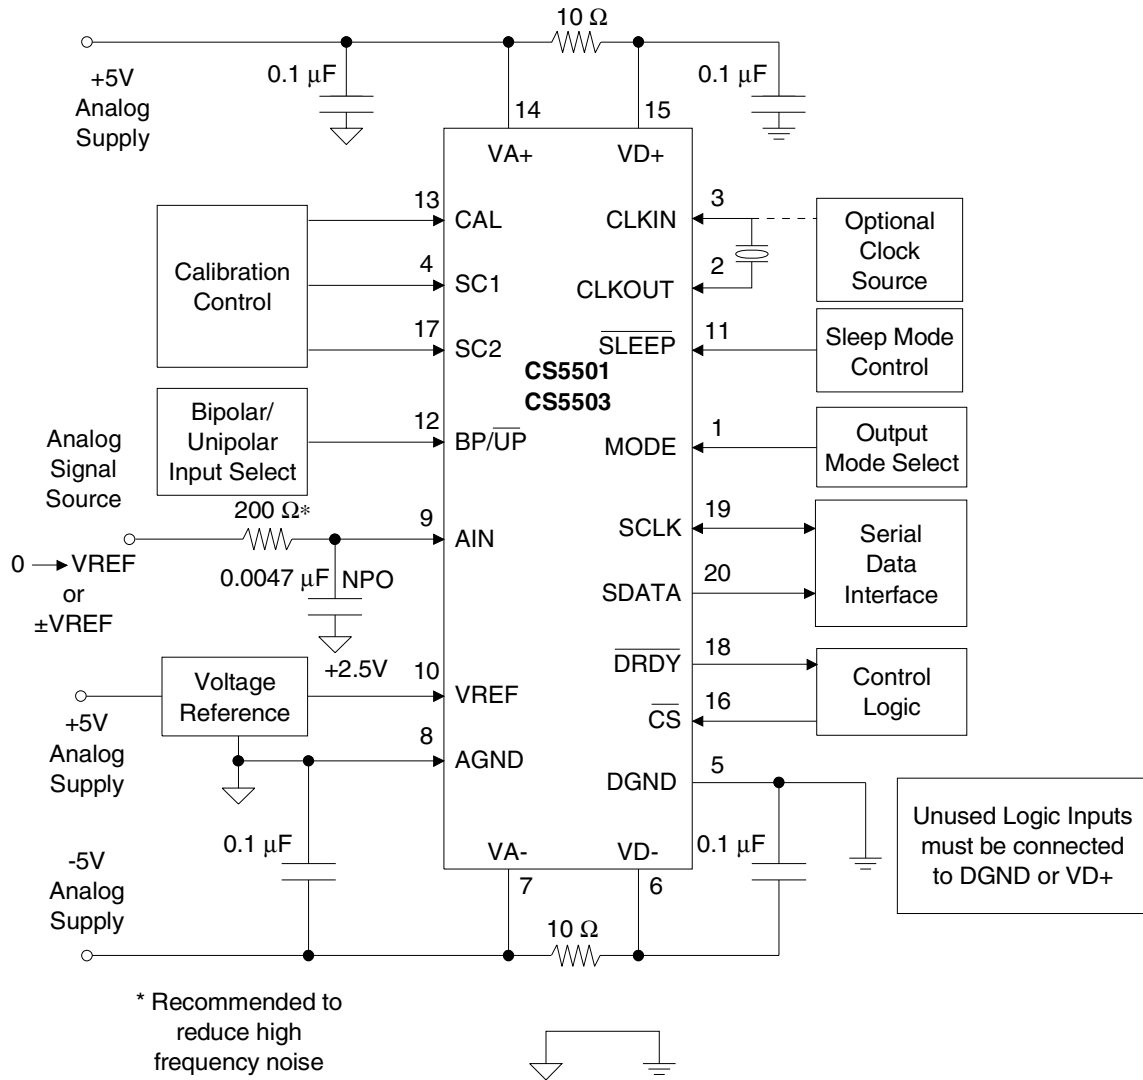 10 Ω
0.1 μF
0.1 μF
+5V
Analog
Supply
14
15
VA+
VD+
13
CAL
3
CLKIN
Optional
Clock
Source
Calibration
Control
4
SC1
2
CLKOUT
17
SC2
SLEEP
11
Sleep Mode
Control
CS5501
CS5503
Bipolar/
Unipolar
Input Select
12
BP/UP
MODE
1
Output
Mode Select
Analog
Signal
Source
200 Ω*
9
AIN
SCLK
19
Serial
Data
Interface
0 → VREF
or
±VREF
0.0047 μF
NPO
SDATA
20
DRDY
18
Control
Logic
+2.5V
Voltage
Reference
10
VREF
CS
16
+5V
Analog
Supply
8
AGND
DGND
5
Unused Logic Inputs
must be connected
to DGND or VD+
0.1 μF
0.1 μF
VA-
VD-
-5V
Analog
Supply
7
6
10 Ω
* Recommended to
reduce high
frequency noise